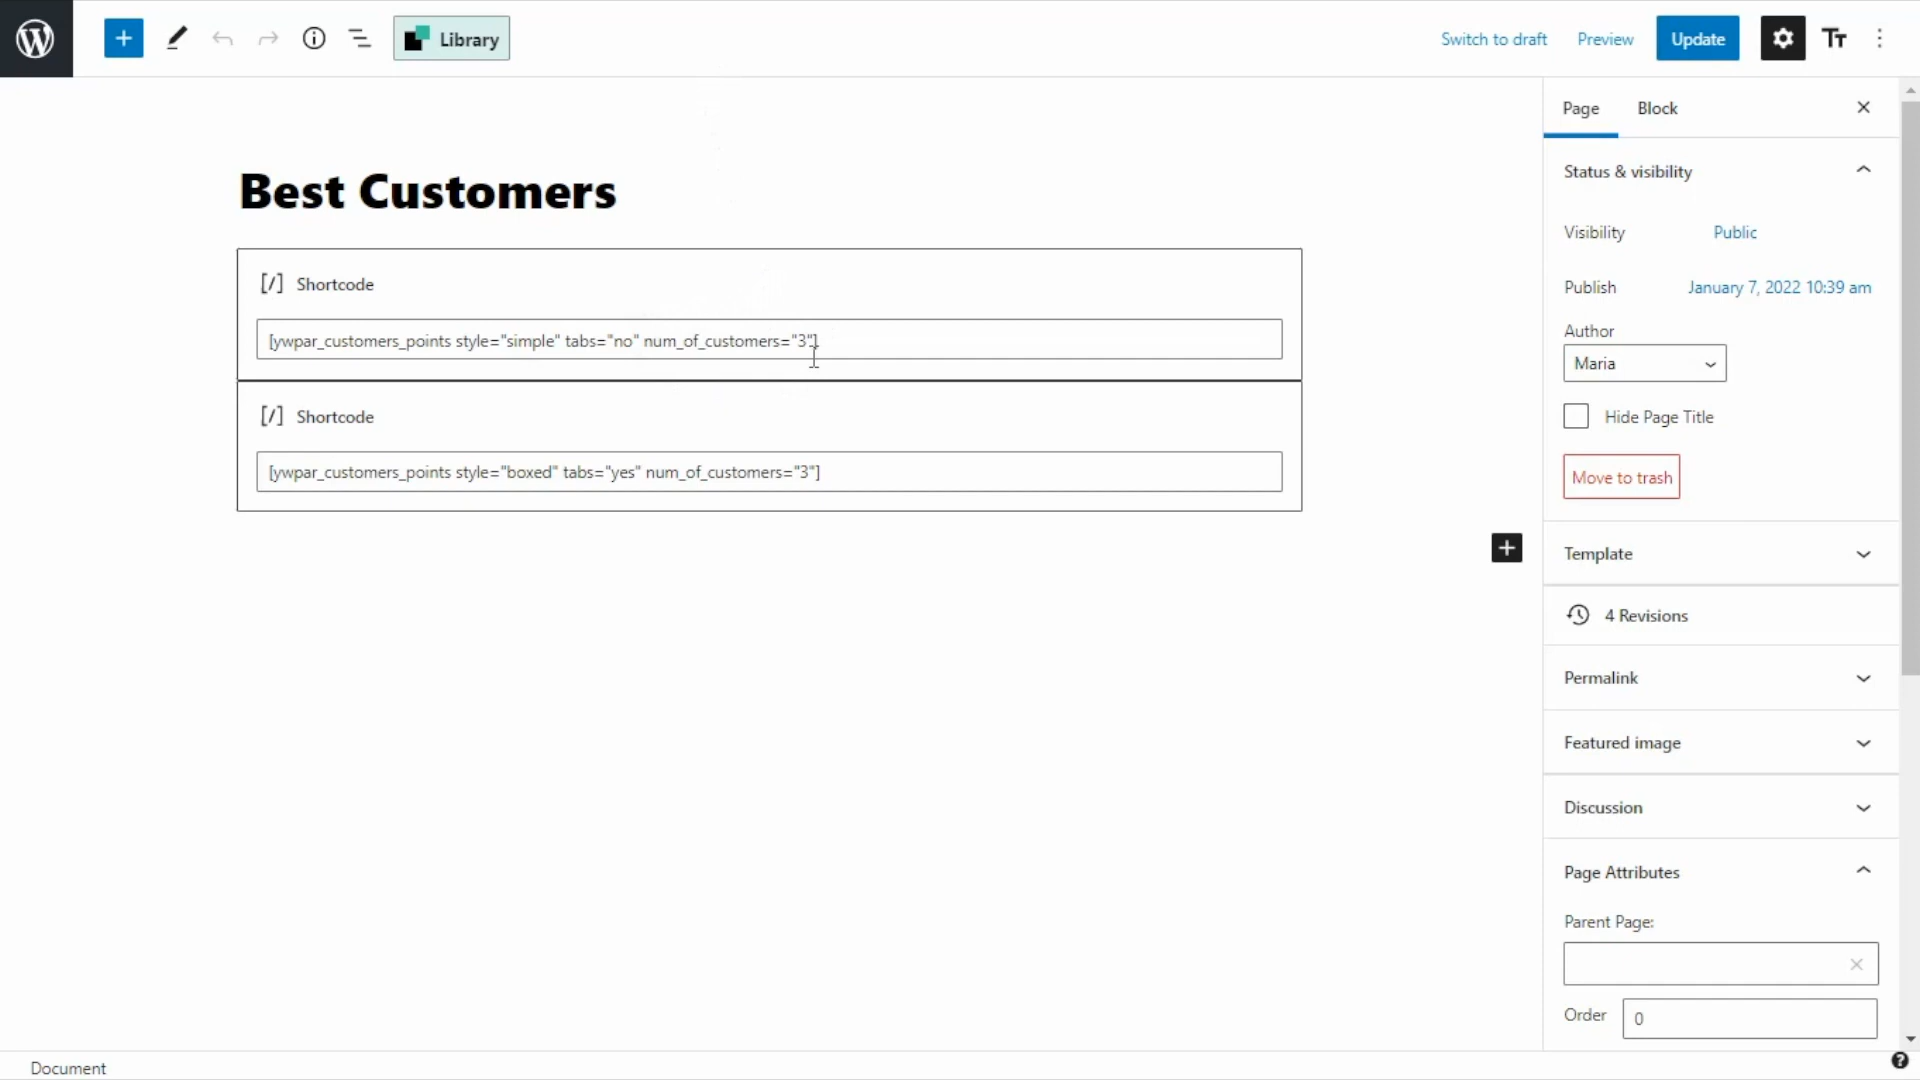 Library
Switch to draft
Preview
Update
Page
Block
Best Customers
[/] Shortcode
[ywpar_customers_points style="simple" tabs="no" num_of_customers="3"]
[/] Shortcode
[ywpar_customers_points style="boxed" tabs="yes" num_of_customers="3"]
Status & visibility
Visibility Public
Publish January 7, 2022 10:39 am
Author
Maria
Hide Page Title
Move to trash
Template
4 Revisions
Permalink
Featured image
Discussion
Page Attributes
Parent Page:
Order 0
Document